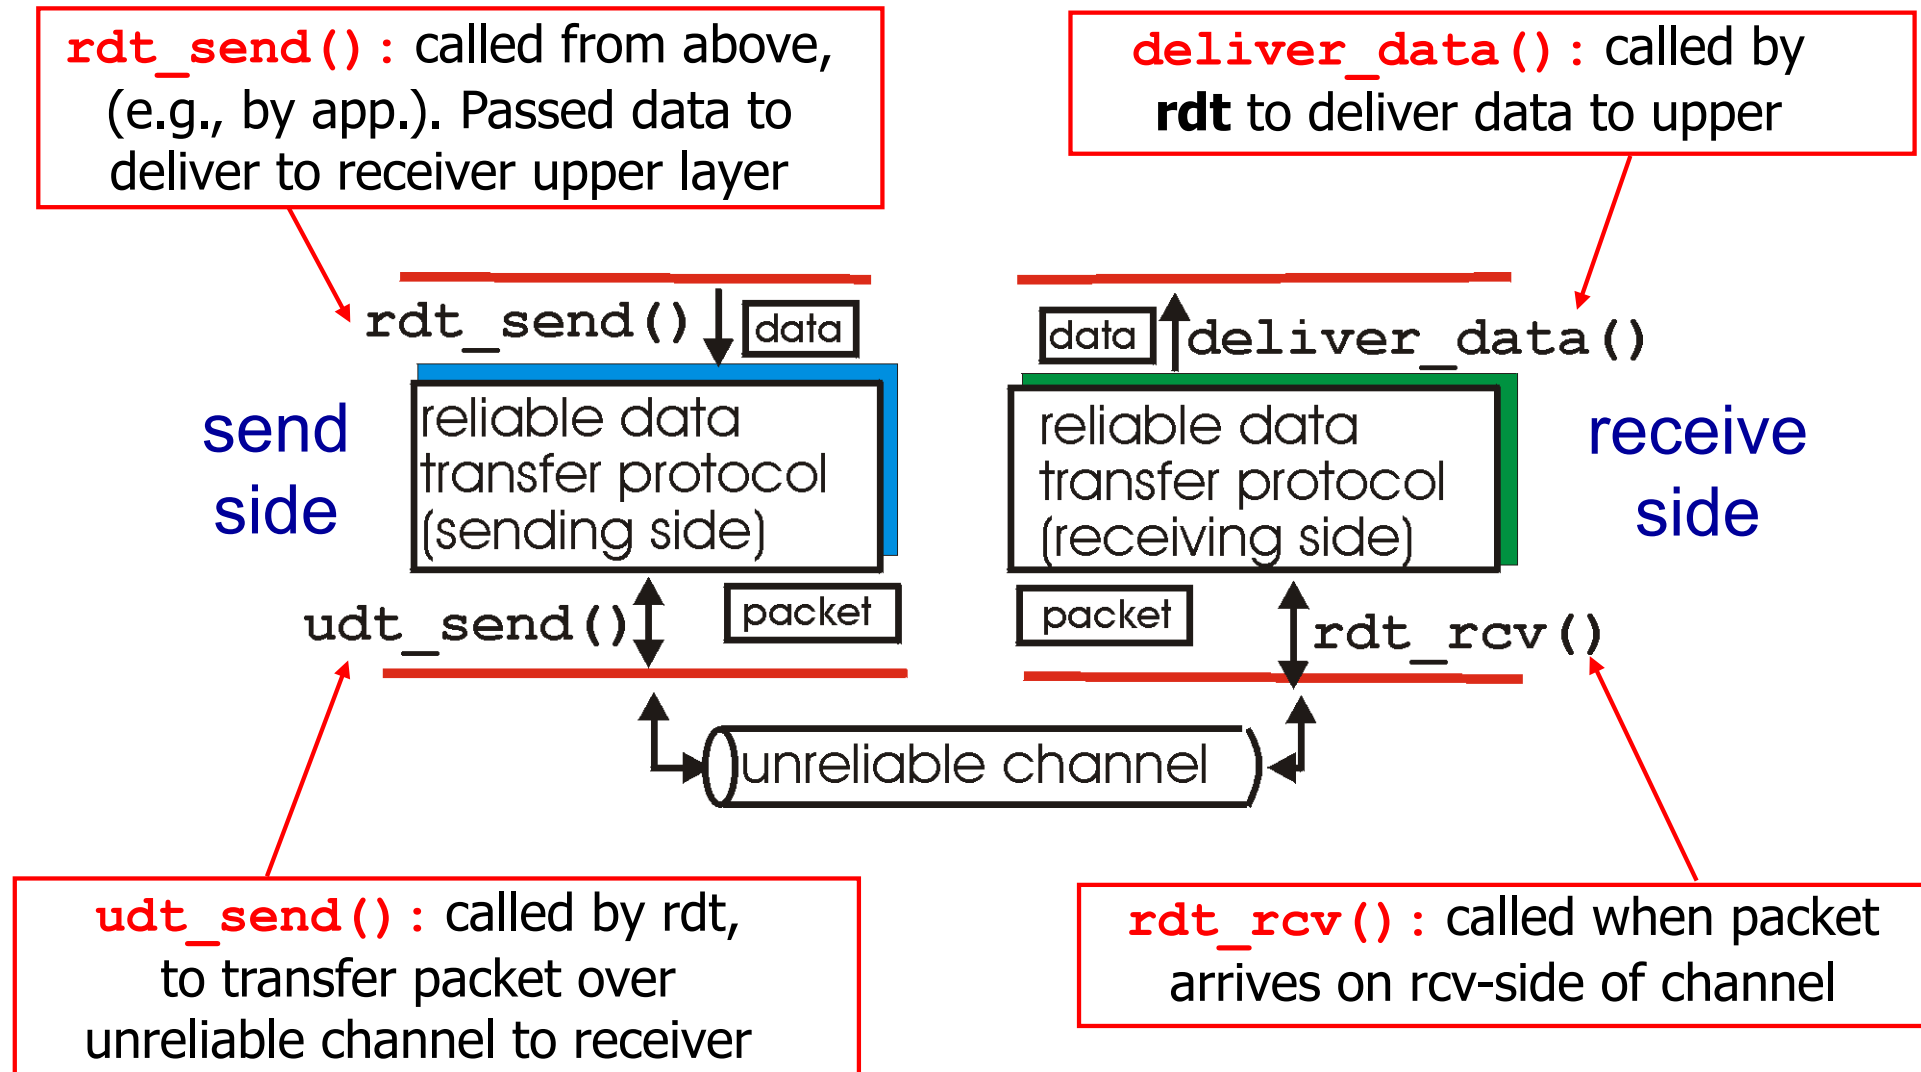 rdt_send(): called from above,
(e.g., by app.). Passed data to
deliver to receiver upper layer
deliver_data(): called by
rdt to deliver data to upper
rdt_send()
data
data
deliver_data()
send
side
reliable data
transfer protocol
(sending side)
reliable data
transfer protocol
(receiving side)
receive
side
udt_send()
packet
packet
rdt_rcv()
unreliable channel
udt_send(): called by rdt,
to transfer packet over
unreliable channel to receiver
rdt_rcv(): called when packet
arrives on rcv-side of channel